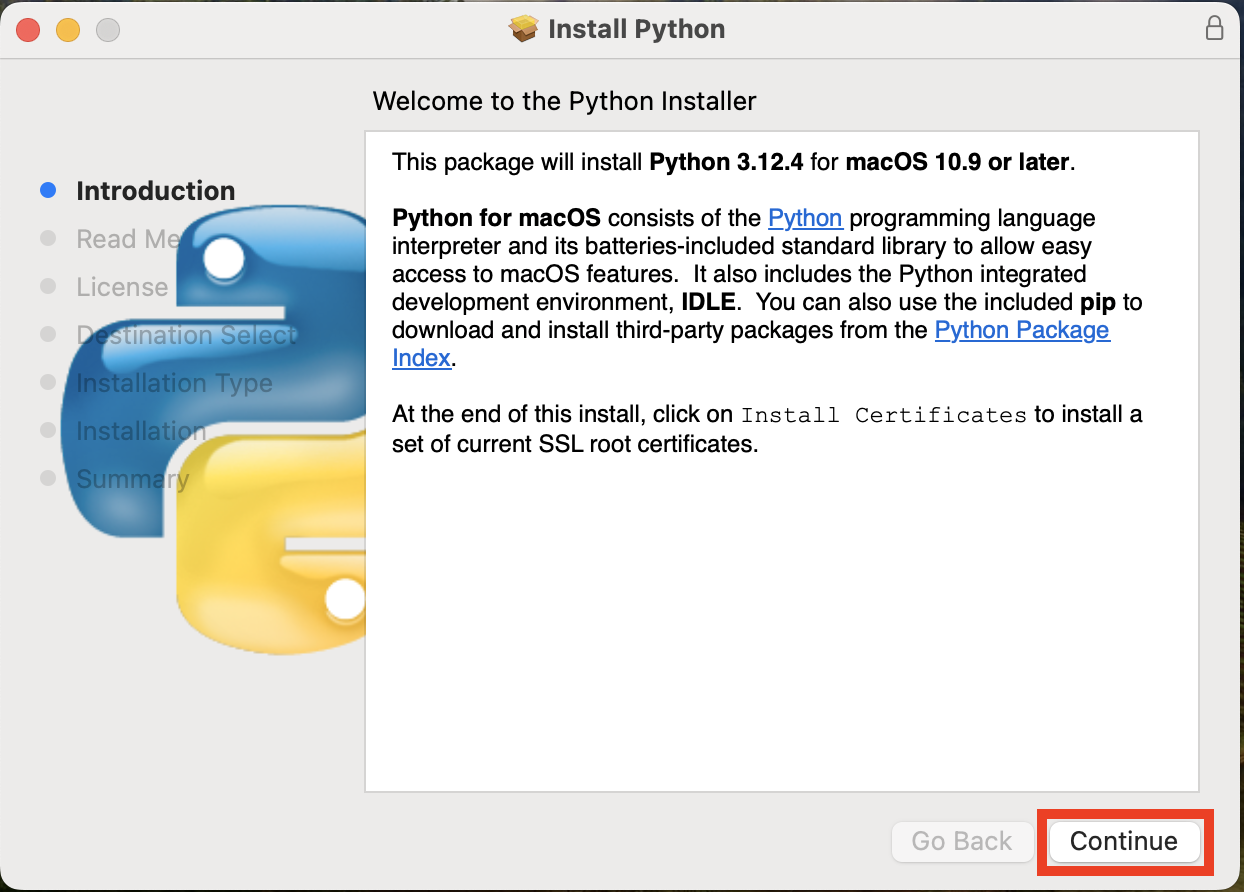 Install Python
Welcome to the Python Installer
Introduction
Read Me
License
Destination Select
Installation Type
Installation
Summary
This package will install Python 3.12.4 for macOS 10.9 or later.
Python for macOS consists of the Python programming language
interpreter and its batteries-included standard library to allow easy
access to macOS features.  It also includes the Python integrated
development environment, IDLE.  You can also use the included pip to
download and install third-party packages from the Python Package
Index.
At the end of this install, click on Install Certificates to install a
set of current SSL root certificates.
Go Back
Continue